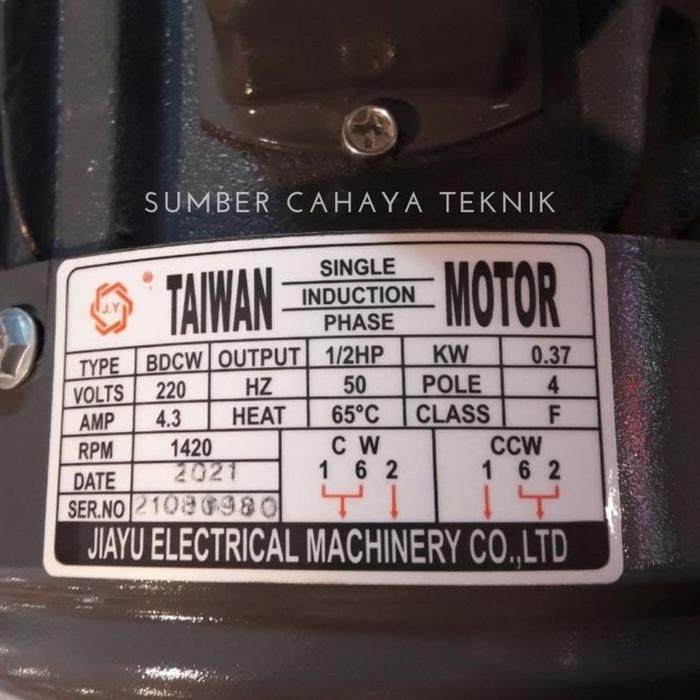 SUMBER CAHAYA TEKNIK
J.Y
TAIWAN SINGLE INDUCTION PHASE MOTOR
TYPE BDCW OUTPUT 1/2HP KW 0.37
VOLTS 220 HZ 50 POLE 4
AMP 4.3 HEAT 65°C CLASS F
RPM 1420
DATE 2021
SER.NO
C W
1 6 2
CCW
1 6 2
JIAYU ELECTRICAL MACHINERY CO.,LTD